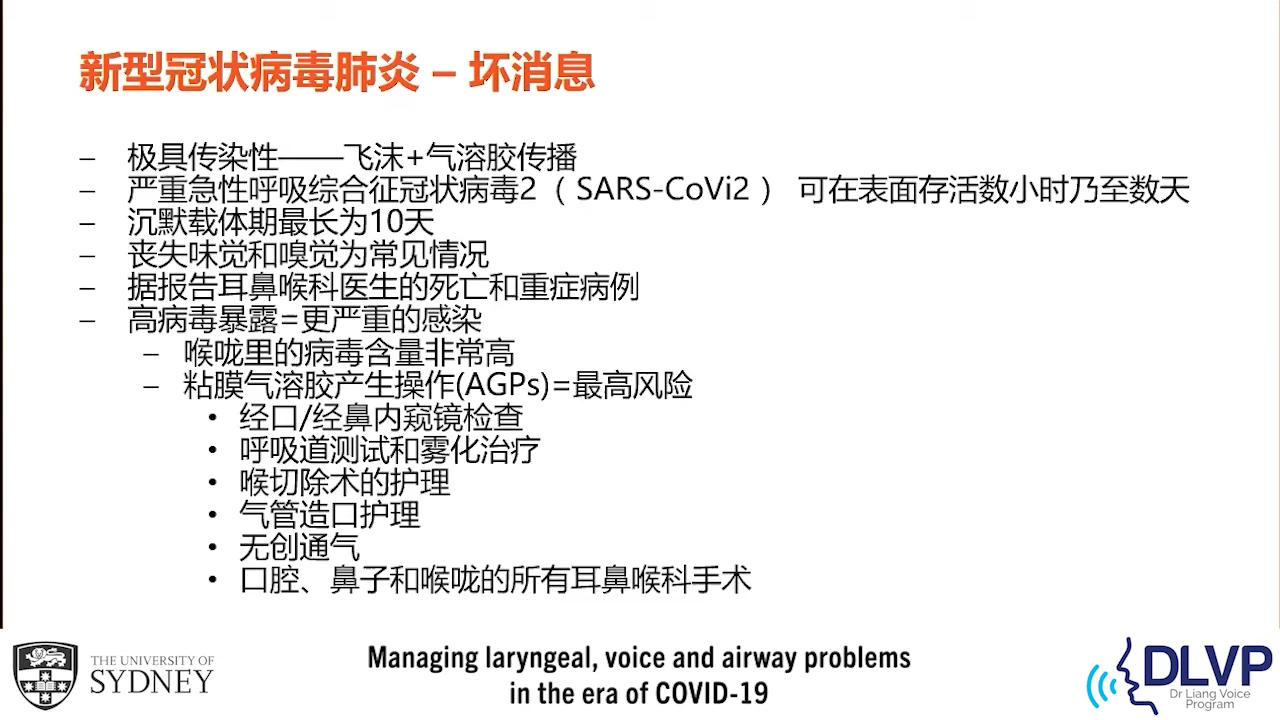 新型冠状病毒肺炎 – 坏消息
– 极具传染性——飞沫+气溶胶传播
– 严重急性呼吸综合征冠状病毒2（SARS-CoVi2） 可在表面存活数小时乃至数天
– 沉默载体期最长为10天
– 丧失味觉和嗅觉为常见情况
– 据报告耳鼻喉科医生的死亡和重症病例
– 高病毒暴露=更严重的感染
– 喉咙里的病毒含量非常高
– 粘膜气溶胶产生操作(AGPs)=最高风险
• 经口/经鼻内窥镜检查
• 呼吸道测试和雾化治疗
• 喉切除术的护理
• 气管造口护理
• 无创通气
• 口腔、鼻子和喉咙的所有耳鼻喉科手术
THE UNIVERSITY OF
SYDNEY
Managing laryngeal, voice and airway problems
in the era of COVID-19
DLVP
Dr Liang Voice
Program